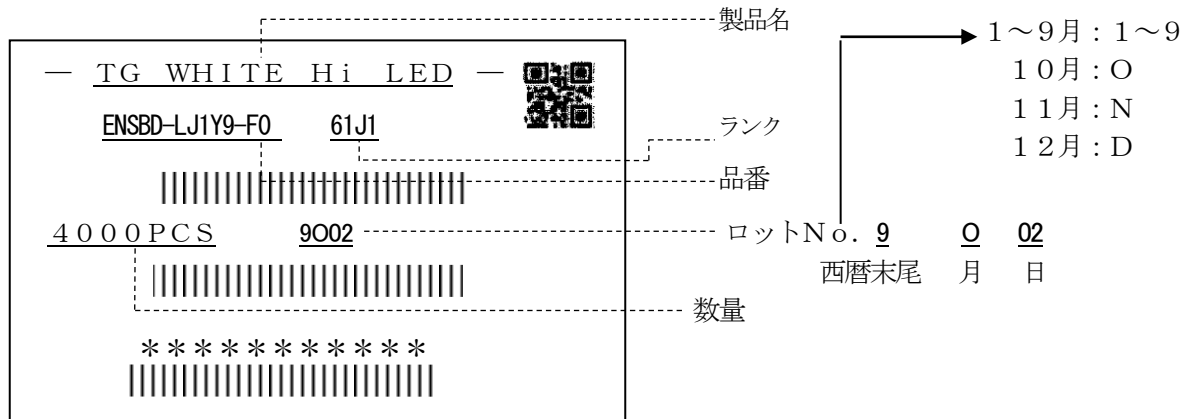 製品名
1～9月：1～9
10月：O
11月：N
12月：D
― TG WHITE Hi LED ―
ENSBD-LJ1Y9-F0 61J1
ランク
品番
4000PCS 9O02
ロットNo. 9 O 02
西暦末尾 月 日
数量
***********